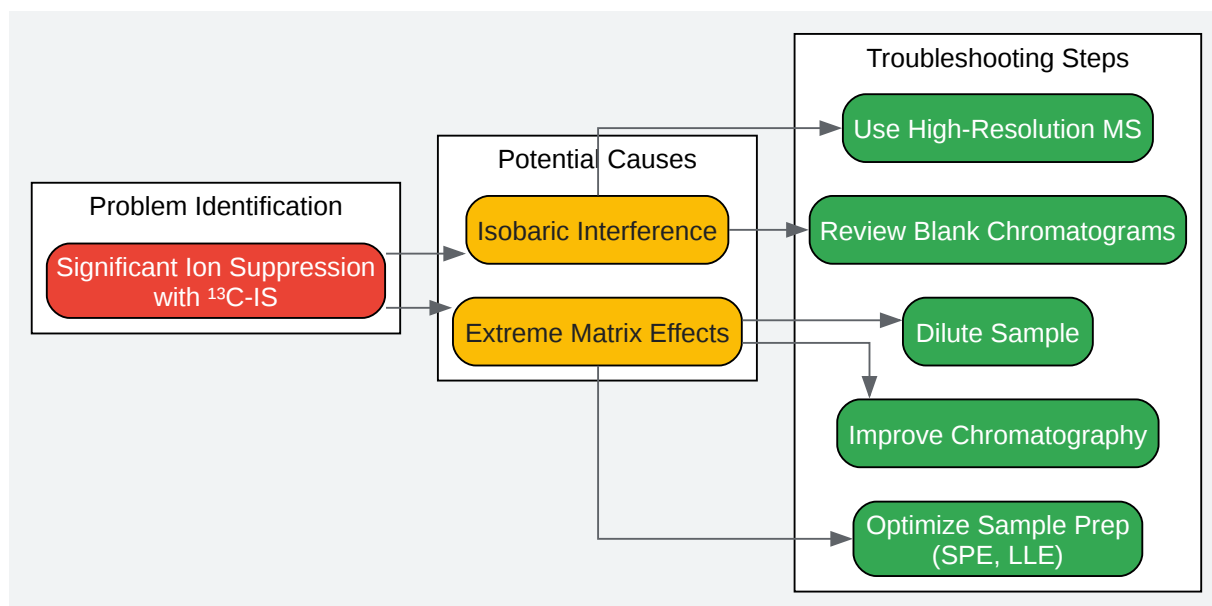 Problem Identification
Significant Ion Suppression
with ¹³C-IS
Potential Causes
Isobaric Interference
Extreme Matrix Effects
Troubleshooting Steps
Use High-Resolution MS
Review Blank Chromatograms
Dilute Sample
Improve Chromatography
Optimize Sample Prep
(SPE, LLE)